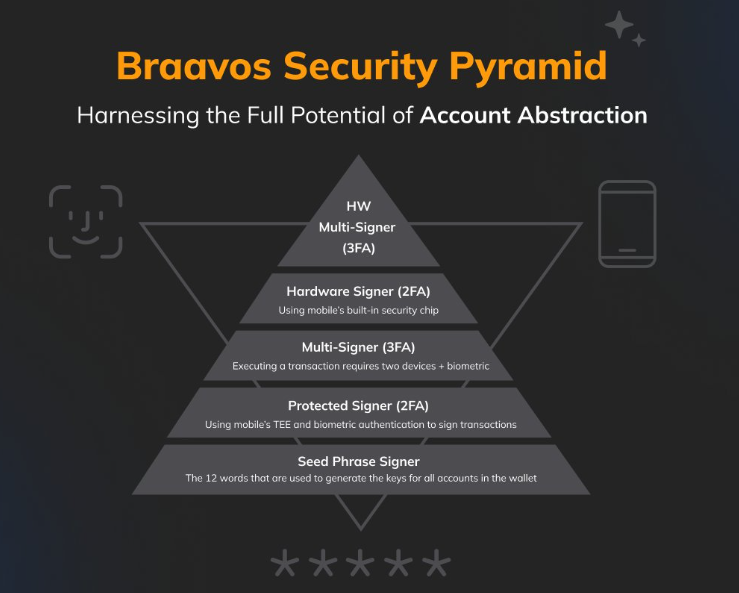 Braavos Security Pyramid
Harnessing the Full Potential of Account Abstraction
HW
Multi-Signer
(3FA)
Hardware Signer (2FA)
Using mobile's built-in security chip
Multi-Signer (3FA)
Executing a transaction requires two devices + biometric
Protected Signer (2FA)
Using mobile's TEE and biometric authentication to sign transactions
Seed Phrase Signer
The 12 words that are used to generate the keys for all accounts in the wallet
*****